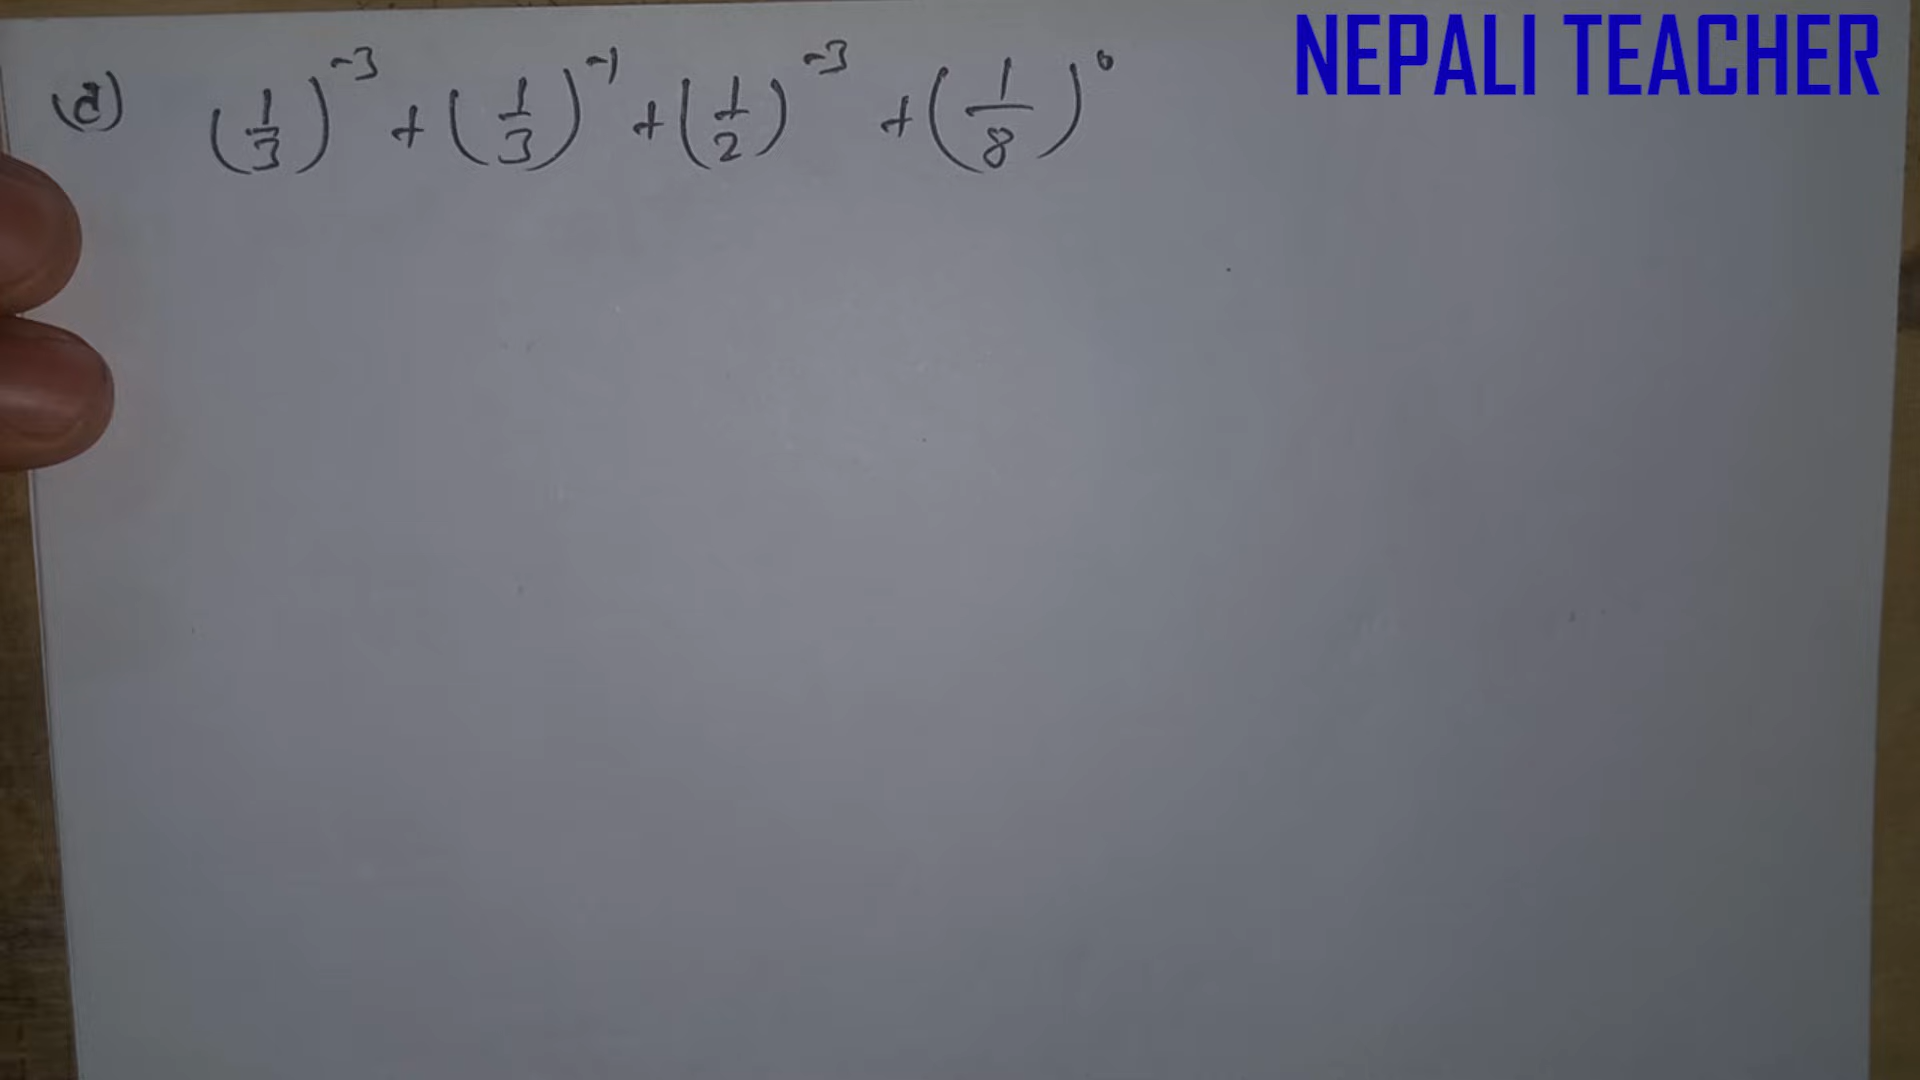 NEPALI TEACHER
(d) (1/3)^-3 + (1/3)^-1 + (1/2)^-3 + (1/8)^0